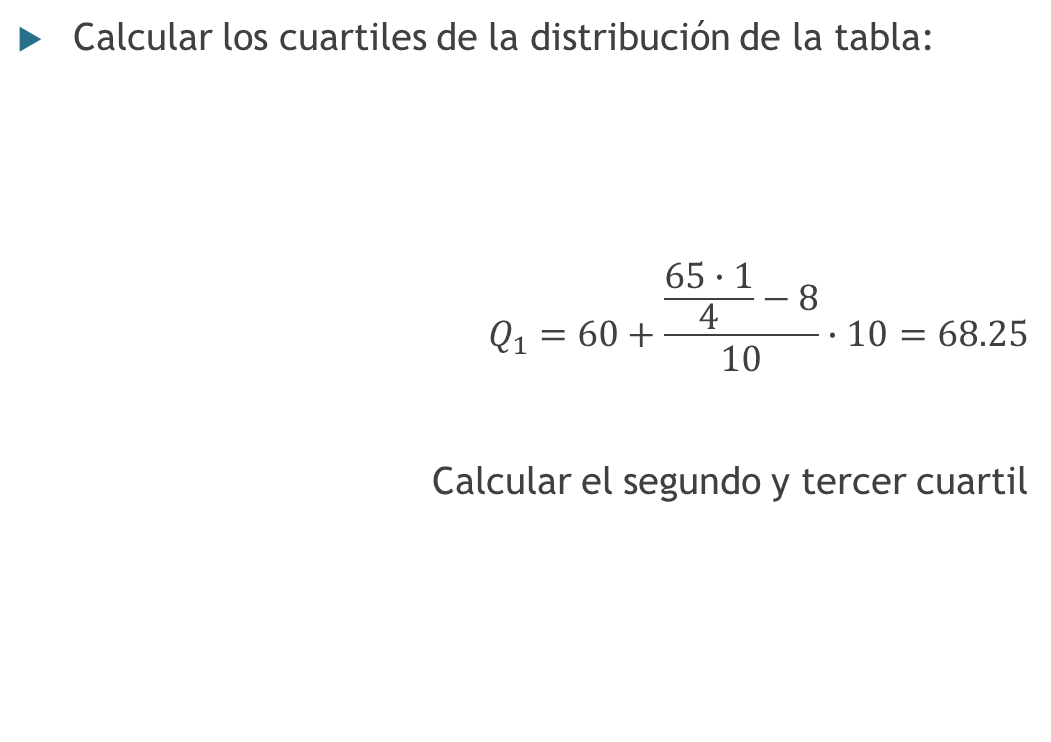 Calcular los cuartiles de la distribución de la tabla:
Q₁ = 60 + ((65 · 1)/4 − 8)/10 · 10 = 68.25
Calcular el segundo y tercer cuartil